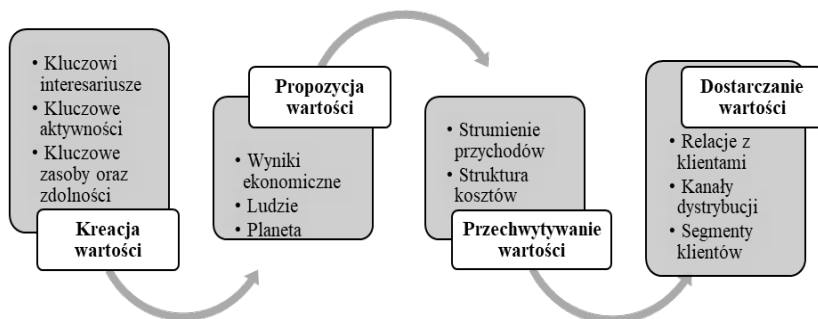 • Kluczowi
interesariusze
• Kluczowe
aktywności
• Kluczowe
zasoby oraz
zdolności
Kreacja
wartości
Propozycja
wartości
• Wyniki
ekonomiczne
• Ludzie
• Planeta
• Strumienie
przychodów
• Struktura
kosztów
Przechwytywanie
wartości
Dostarczanie
wartości
• Relacje z
klientami
• Kanały
dystrybucji
• Segmenty
klientów